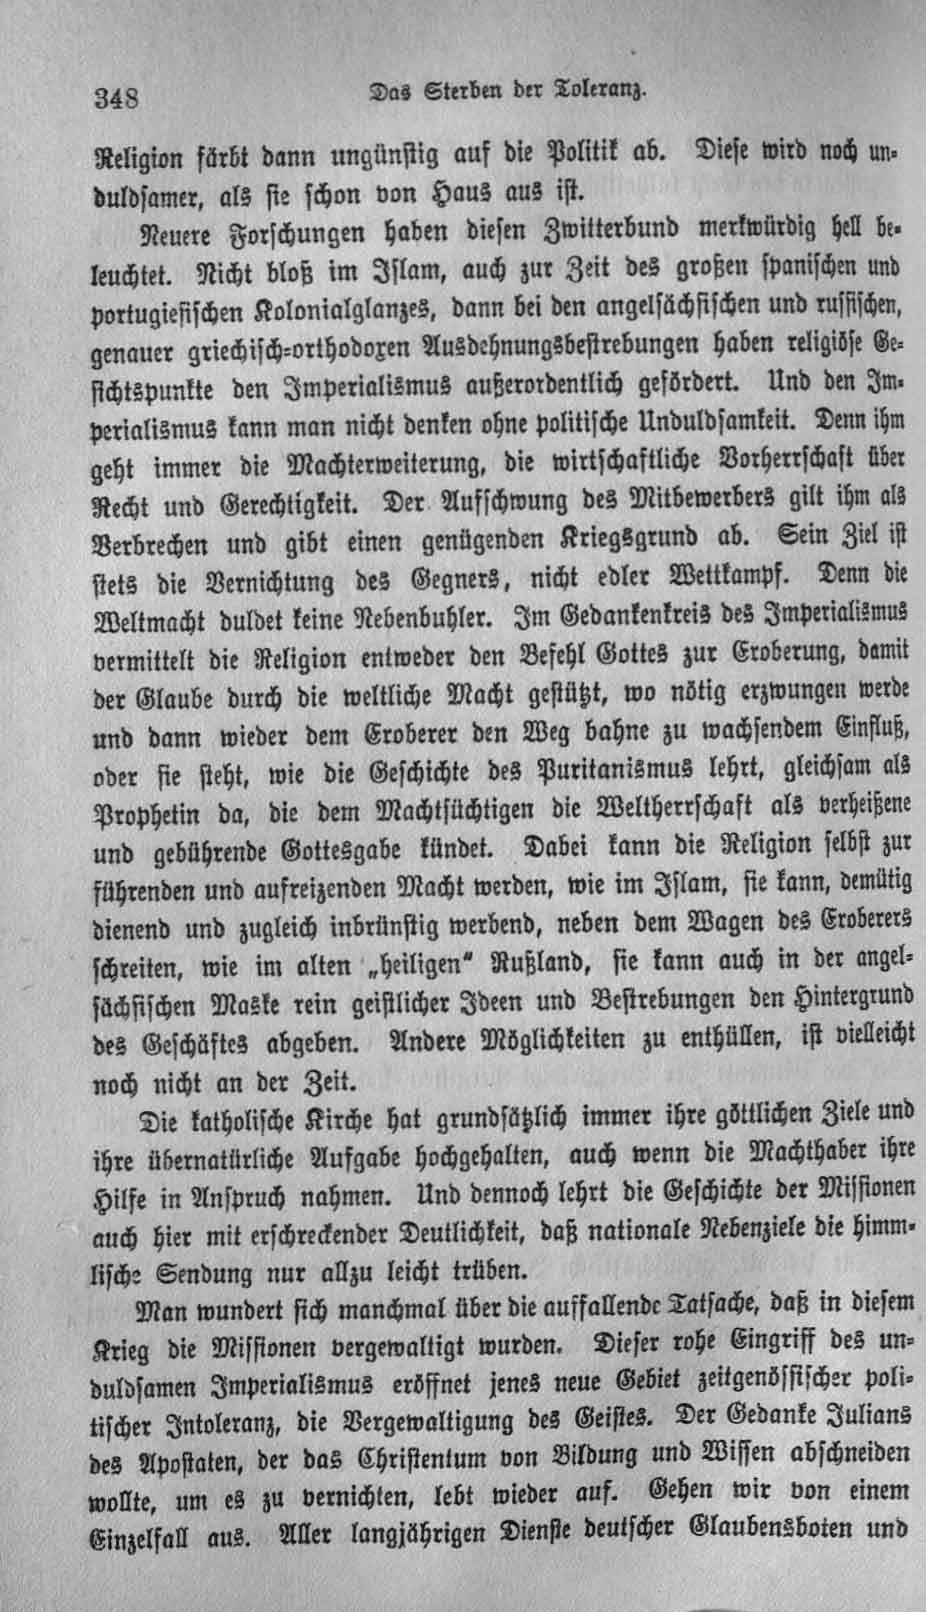 348
Das Sterben der Toleranz.
Religion färbt dann ungünstig auf die Politik ab. Diese wird noch un-
duldsamer, als sie schon von Haus aus ist.
Neuere Forschungen haben diesen Zwitterbund merkwürdig hell be-
leuchtet. Nicht bloß im Islam, auch zur Zeit des großen spanischen und
portugiesischen Kolonialglanzes, dann bei den angelsächsischen und russischen,
genauer griechisch-orthodoxen Ausdehnungsbestrebungen haben religiöse Ge-
sichtspunkte den Imperialismus außerordentlich gefördert. Und den Im-
perialismus kann man nicht denken ohne politische Unduldsamkeit. Denn ihm
geht immer die Machterweiterung, die wirtschaftliche Vorherrschaft über
Recht und Gerechtigkeit. Der Aufschwung des Mitbewerbers gilt ihm als
Verbrechen und gibt einen genügenden Kriegsgrund ab. Sein Ziel ist
stets die Vernichtung des Gegners, nicht edler Wettkampf. Denn die
Weltmacht duldet keine Nebenbuhler. Im Gedankenkreis des Imperialismus
vermittelt die Religion entweder den Befehl Gottes zur Eroberung, damit
der Glaube durch die weltliche Macht gestützt, wo nötig erzwungen werde
und dann wieder dem Eroberer den Weg bahne zu wachsendem Einfluß,
oder sie steht, wie die Geschichte des Puritanismus lehrt, gleichsam als
Prophetin da, die dem Machtsüchtigen die Weltherrschaft als verheißene
und gebührende Gottesgabe kündet. Dabei kann die Religion selbst zur
führenden und aufreizenden Macht werden, wie im Islam, sie kann, demütig
dienend und zugleich inbrünstig werbend, neben dem Wagen des Eroberers
schreiten, wie im alten „heiligen“ Rußland, sie kann auch in der angel-
sächsischen Maske rein geistlicher Ideen und Bestrebungen den Hintergrund
des Geschäftes abgeben. Andere Möglichkeiten zu enthüllen, ist vielleicht
noch nicht an der Zeit.
Die katholische Kirche hat grundsätzlich immer ihre göttlichen Ziele und
ihre übernatürliche Aufgabe hochgehalten, auch wenn die Machthaber ihre
Hilfe in Anspruch nahmen. Und dennoch lehrt die Geschichte der Missionen
auch hier mit erschreckender Deutlichkeit, daß nationale Nebenziele die himm-
lische Sendung nur allzu leicht trüben.
Man wundert sich manchmal über die auffallende Tatsache, daß in diesem
Krieg die Missionen vergewaltigt wurden. Dieser rohe Eingriff des un-
duldsamen Imperialismus eröffnet jenes neue Gebiet zeitgenössischer poli-
tischer Intoleranz, die Vergewaltigung des Geistes. Der Gedanke Julians
des Apostaten, der das Christentum von Bildung und Wissen abschneiden
wollte, um es zu vernichten, lebt wieder auf. Gehen wir von einem
Einzelfall aus. Aller langjährigen Dienste deutscher Glaubensboten und